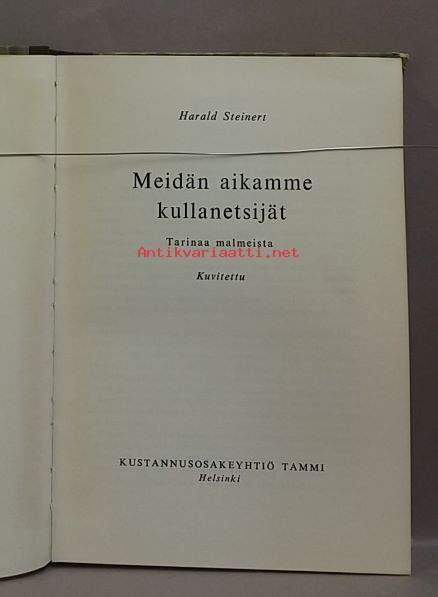 Harald Steinert
Meidän aikamme
kullanetsijät
Tarinaa malmeista
Antikvariaatti.net
Kuvitettu
KUSTANNUSOSAKEYHTIÖ TAMMI
Helsinki